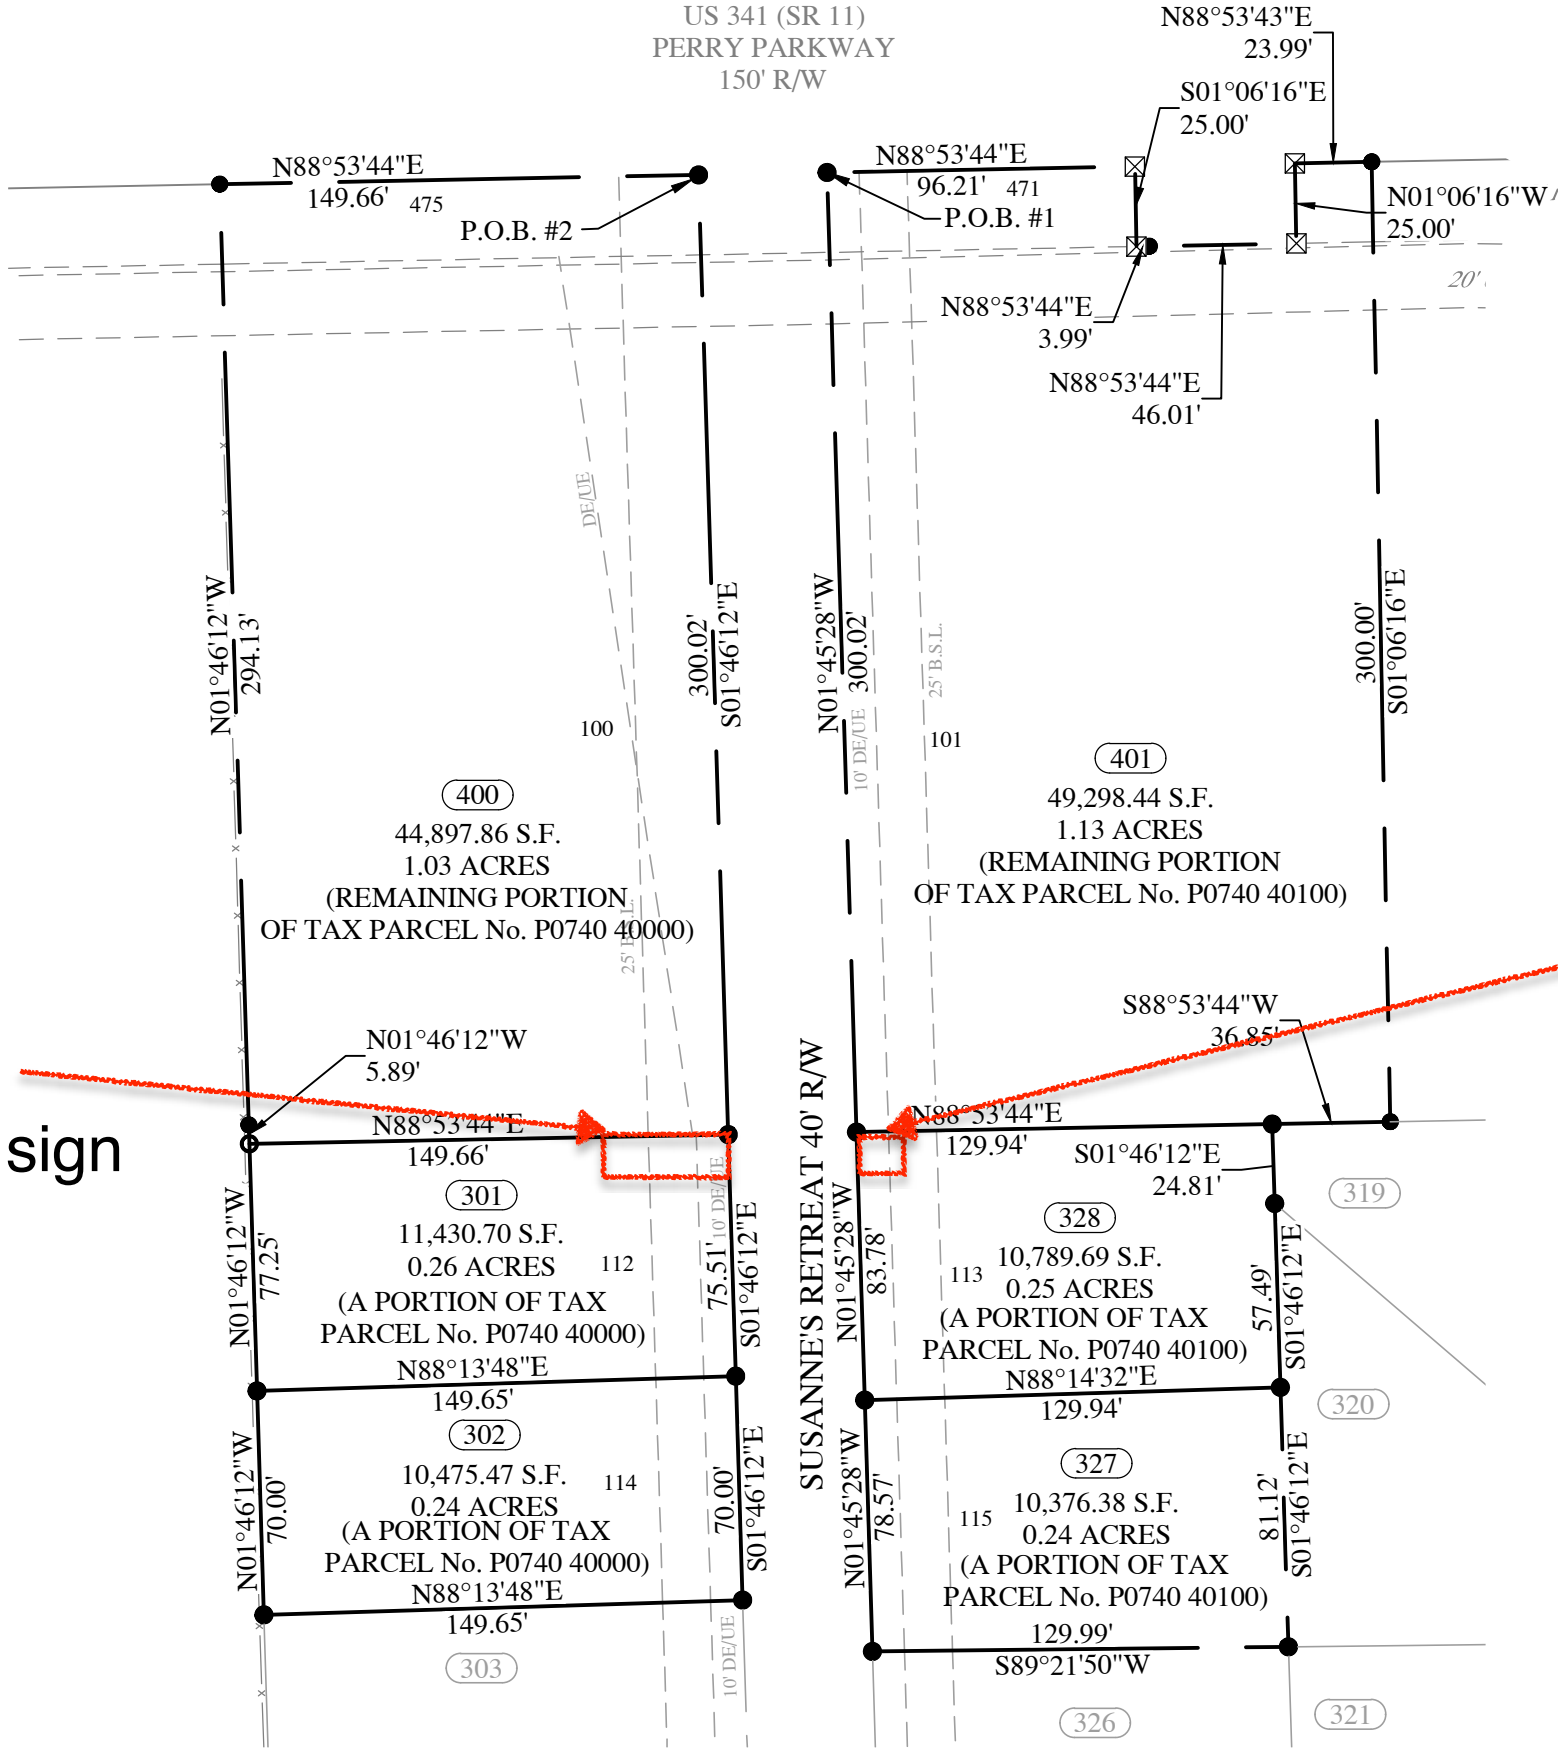 US 341 (SR 11)
PERRY PARKWAY
150' R/W
N88°53'43"E
23.99'
S01°06'16"E
25.00'
N88°53'44"E
149.66'
475
P.O.B. #2
N88°53'44"E
96.21'
471
P.O.B. #1
N01°06'16"W
25.00'
20'
N88°53'44"E
3.99'
N88°53'44"E
46.01'
DE/UE
N01°46'12"W
294.13'
300.02'
S01°46'12"E
N01°45'28"W
300.02'
25' B.S.L.
300.00'
S01°06'16"E
100
10' DE/UE
101
400
44,897.86 S.F.
1.03 ACRES
(REMAINING PORTION
OF TAX PARCEL No. P0740 40000)
25' B.S.L.
401
49,298.44 S.F.
1.13 ACRES
(REMAINING PORTION
OF TAX PARCEL No. P0740 40100)
N01°46'12"W
5.89'
S88°53'44"W
36.85'
sign
N88°53'44"E
149.66'
N88°53'44"E
129.94'
SUSANNE'S RETREAT 40' R/W
S01°46'12"E
24.81'
319
301
11,430.70 S.F.
0.26 ACRES
(A PORTION OF TAX
PARCEL No. P0740 40000)
112
N01°46'12"W
77.25'
10' DE/UE
75.51'
S01°46'12"E
N01°45'28"W
83.78'
328
10,789.69 S.F.
0.25 ACRES
(A PORTION OF TAX
PARCEL No. P0740 40100)
113
57.49'
S01°46'12"E
N88°13'48"E
149.65'
N88°14'32"E
129.94'
320
302
10,475.47 S.F.
0.24 ACRES
(A PORTION OF TAX
PARCEL No. P0740 40000)
114
N01°46'12"W
70.00'
70.00'
S01°46'12"E
N01°45'28"W
78.57'
327
10,376.38 S.F.
0.24 ACRES
(A PORTION OF TAX
PARCEL No. P0740 40100)
115
81.12'
S01°46'12"E
N88°13'48"E
149.65'
129.99'
S89°21'50"W
303
10' DE/UE
326
321